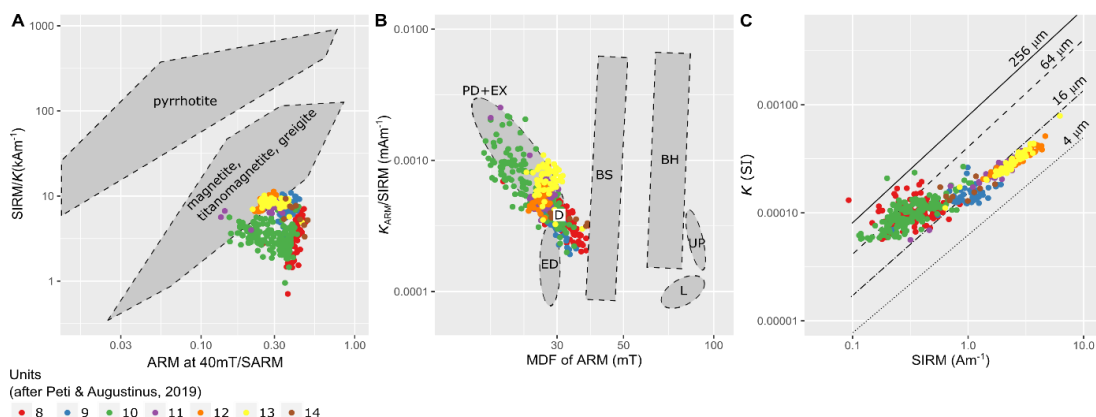 A
1000
100
10
1
0.03
0.10
0.30
1.00
SIRM/K(kAm⁻¹)
ARM at 40mT/SARM
pyrrhotite
magnetite,
titanomagnetite, greigite
B
0.0100
0.0010
0.0001
30
50
100
K_ARM/SIRM (mAm⁻¹)
MDF of ARM (mT)
PD+EX
ID
ED
BS
BH
UP
L
C
0.00100
0.00010
0.00001
0.1
1.0
10.0
K (SI)
SIRM (Am⁻¹)
256 µm
64 µm
16 µm
4 µm
Units
(after Peti & Augustinus, 2019)
8 9 10 11 12 13 14